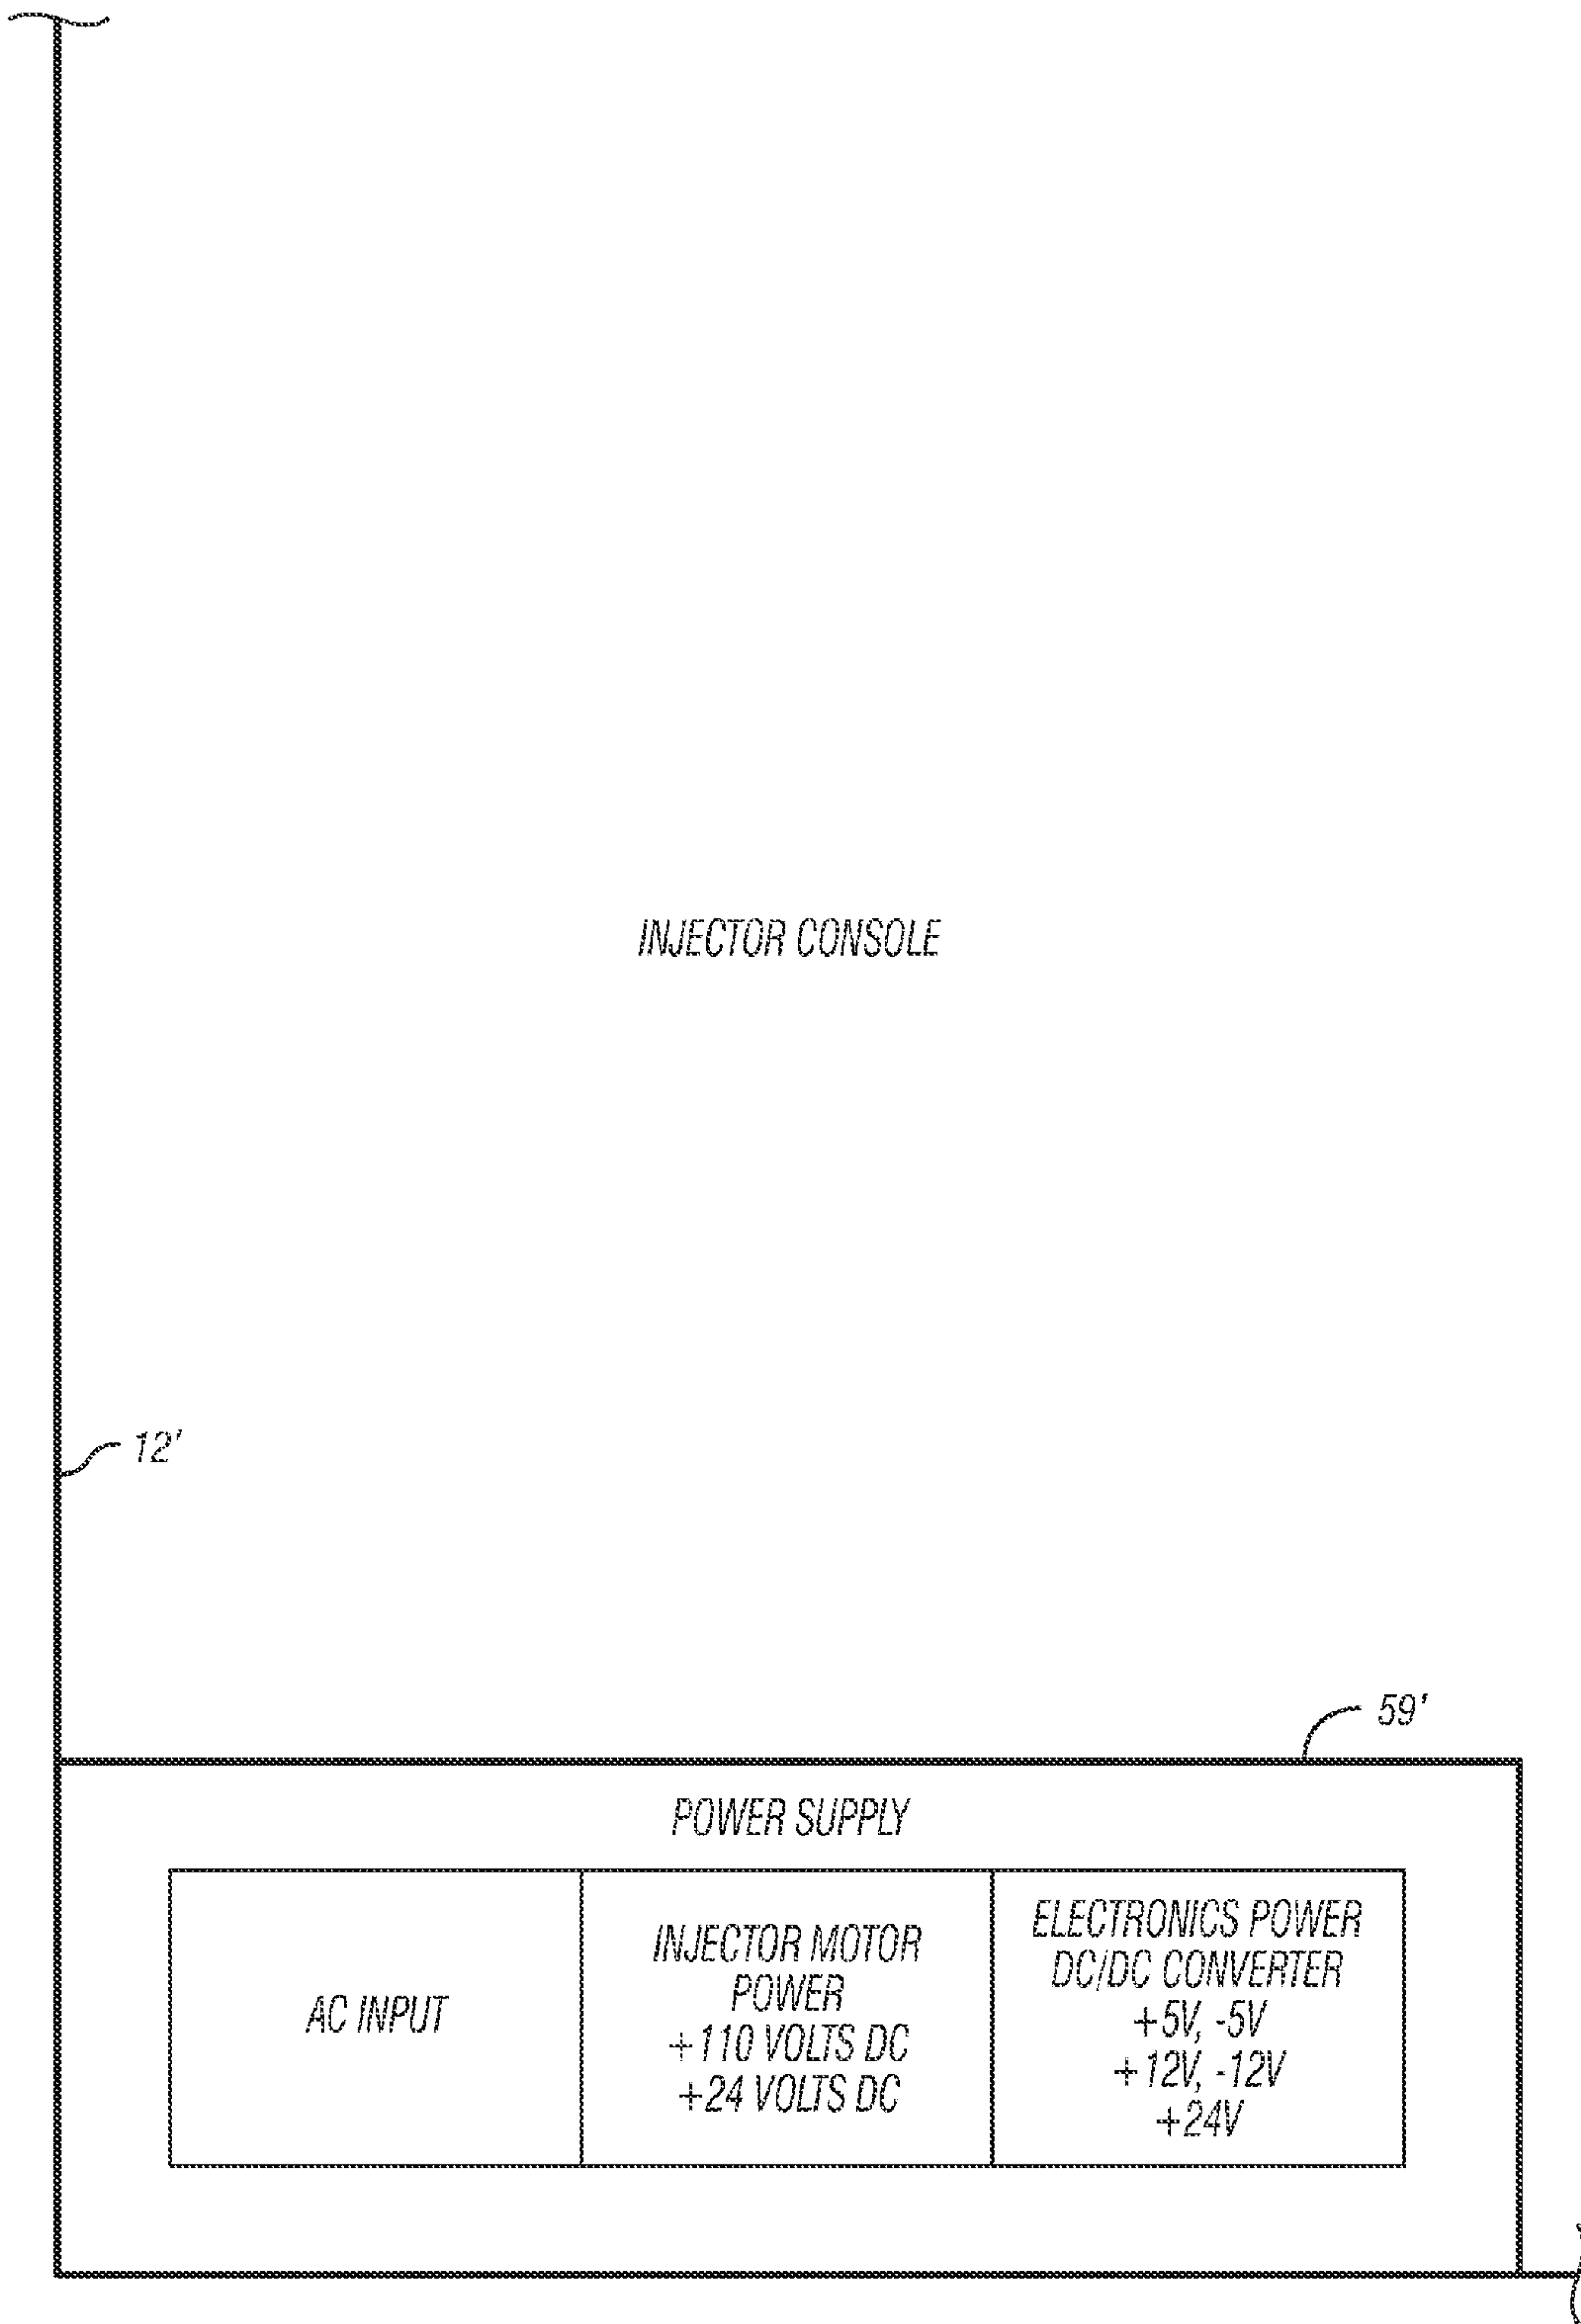 INJECTOR CONSOLE
12'
59'
POWER SUPPLY
AC INPUT
INJECTOR MOTOR
POWER
+110 VOLTS DC
+24 VOLTS DC
ELECTRONICS POWER
DC/DC CONVERTER
+5V, -5V
+12V, -12V
+24V